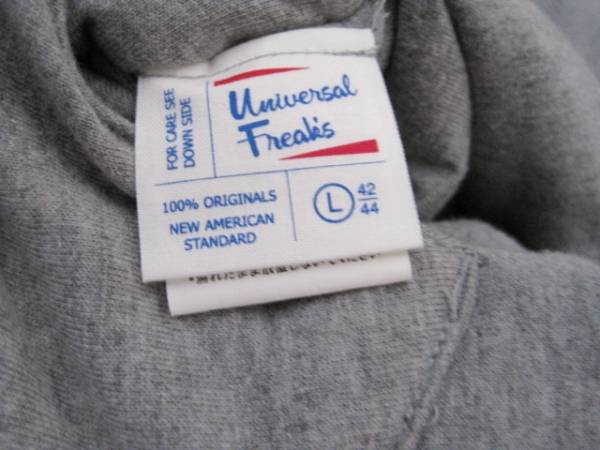 FOR CARE SEE
DOWN SIDE
Universal
Freaks
100% ORIGINALS
NEW AMERICAN
STANDARD
L 42/44